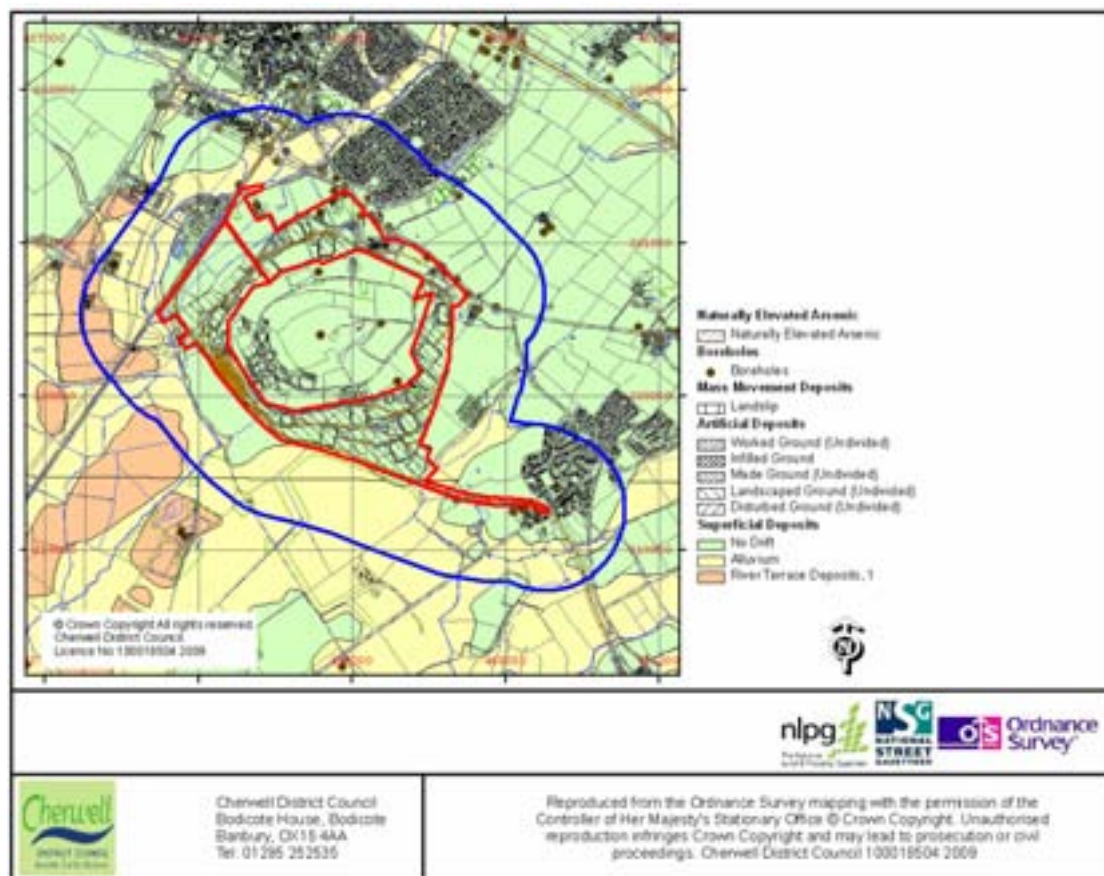 Naturally Elevated Arsenic
Naturally Elevated Arsenic
Boreholes
Boreholes
Mass Movement Deposits
Landslip
Artificial Deposits
Worked Ground (Undivided)
Infilled Ground
Made Ground (Undivided)
Landscaped Ground (Undivided)
Disturbed Ground (Undivided)
Superficial Deposits
No Drift
Alluvium
River Terrace Deposits, 1
© Crown Copyright All rights reserved
Cherwell District Council
Licence No 100018504 2009
N
nlpg
NSG
NATIONAL
STREET
GAZETTEER
OS
Ordnance
Survey
Cherwell
DISTRICT COUNCIL
Cherwell District Council
Bodicote House, Bodicote
Banbury, OX15 4AA
Tel. 01295 252535
Reproduced from the Ordnance Survey mapping with the permission of the
Controller of Her Majesty's Stationary Office © Crown Copyright. Unauthorised
reproduction infringes Crown Copyright and may lead to prosecution or civil
proceedings. Cherwell District Council 100018504 2009